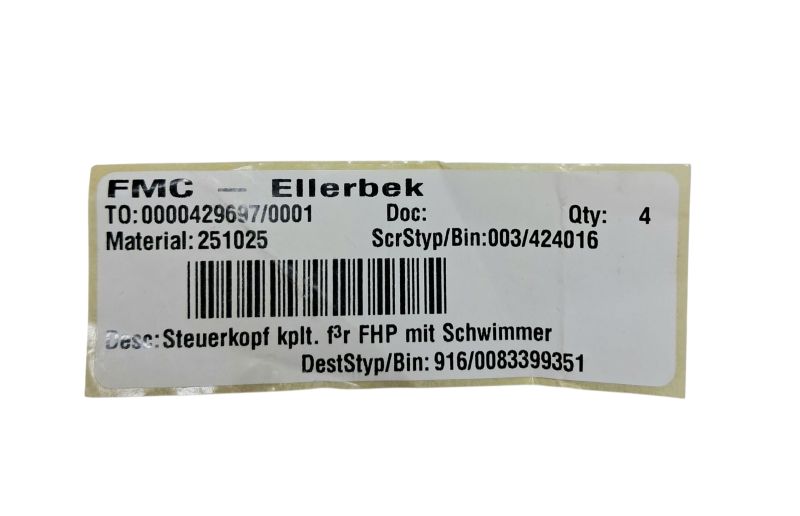 FMC — Ellerbek
TO:0000429697/0001 Doc: Qty: 4
Material:251025 ScrStyp/Bin:003/424016
Desc:Steuerkopf kplt. f³r FHP mit Schwimmer
DestStyp/Bin: 916/0083399351